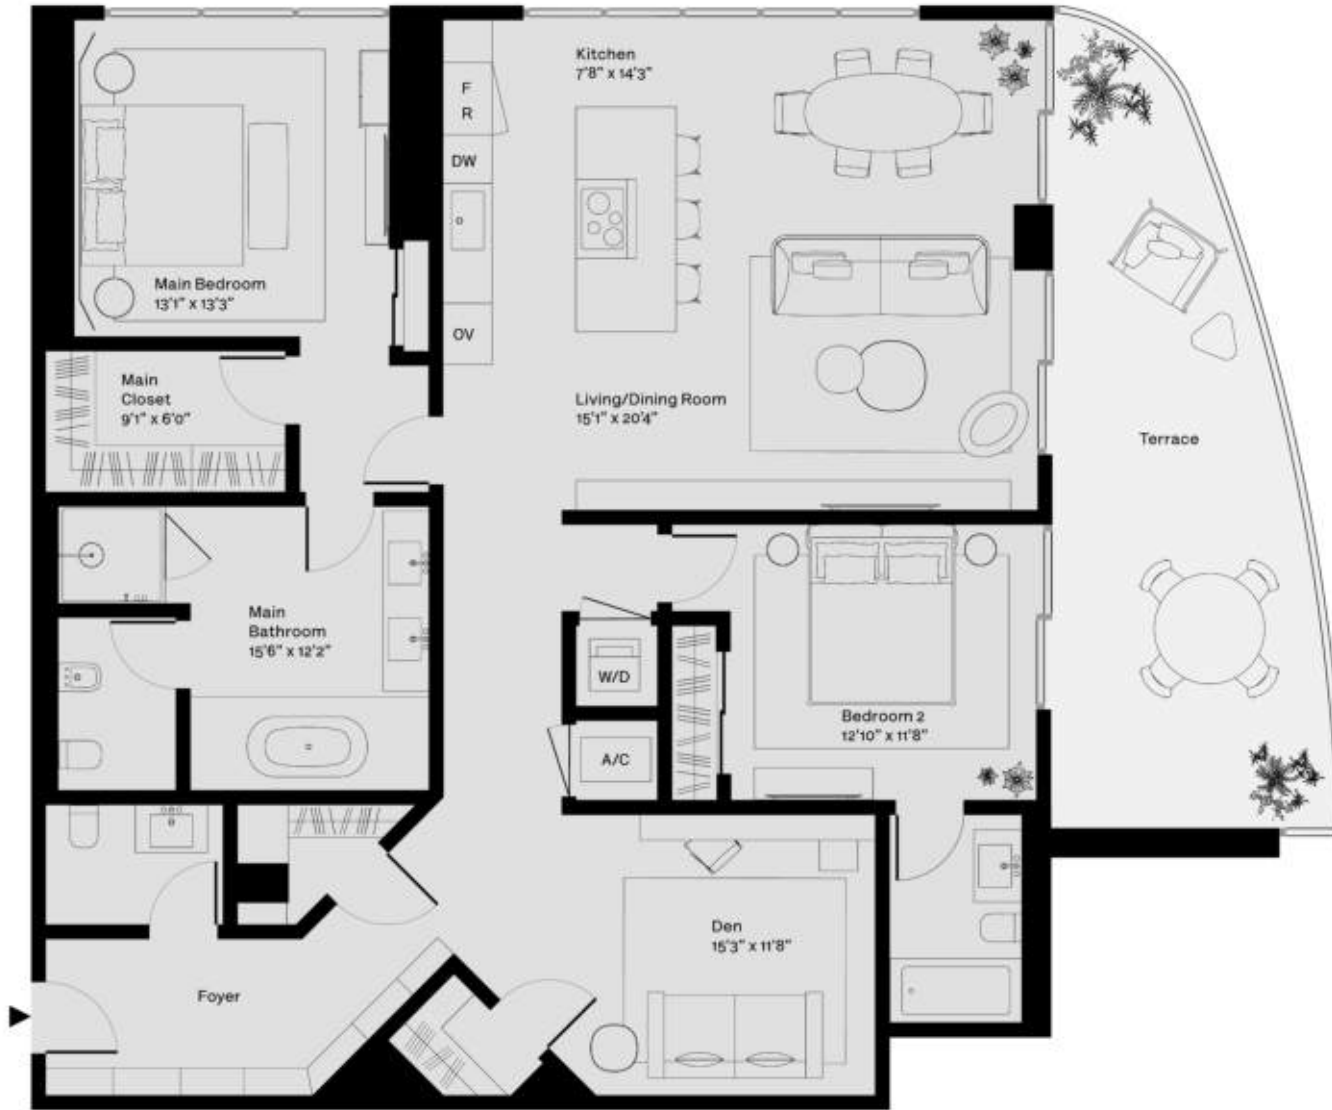 Kitchen
7'8" x 14'3"
F
R
DW
OV
Main Bedroom
13'1" x 13'3"
Main
Closet
9'1" x 6'0"
Living/Dining Room
15'1" x 20'4"
Terrace
Main
Bathroom
15'6" x 12'2"
W/D
A/C
Bedroom 2
12'10" x 11'8"
Den
15'3" x 11'8"
Foyer